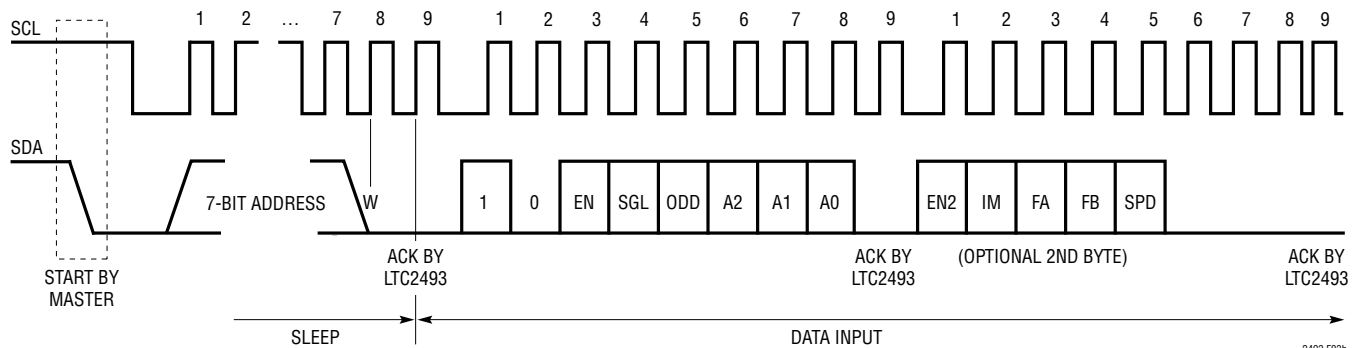 1 2 … 7 8 9 1 2 3 4 5 6 7 8 9 1 2 3 4 5 6 7 8 9
SCL
SDA
7-BIT ADDRESS W 1 0 EN SGL ODD A2 A1 A0 EN2 IM FA FB SPD
START BY
MASTER
ACK BY
LTC2493
ACK BY
LTC2493
(OPTIONAL 2ND BYTE)
ACK BY
LTC2493
SLEEP DATA INPUT